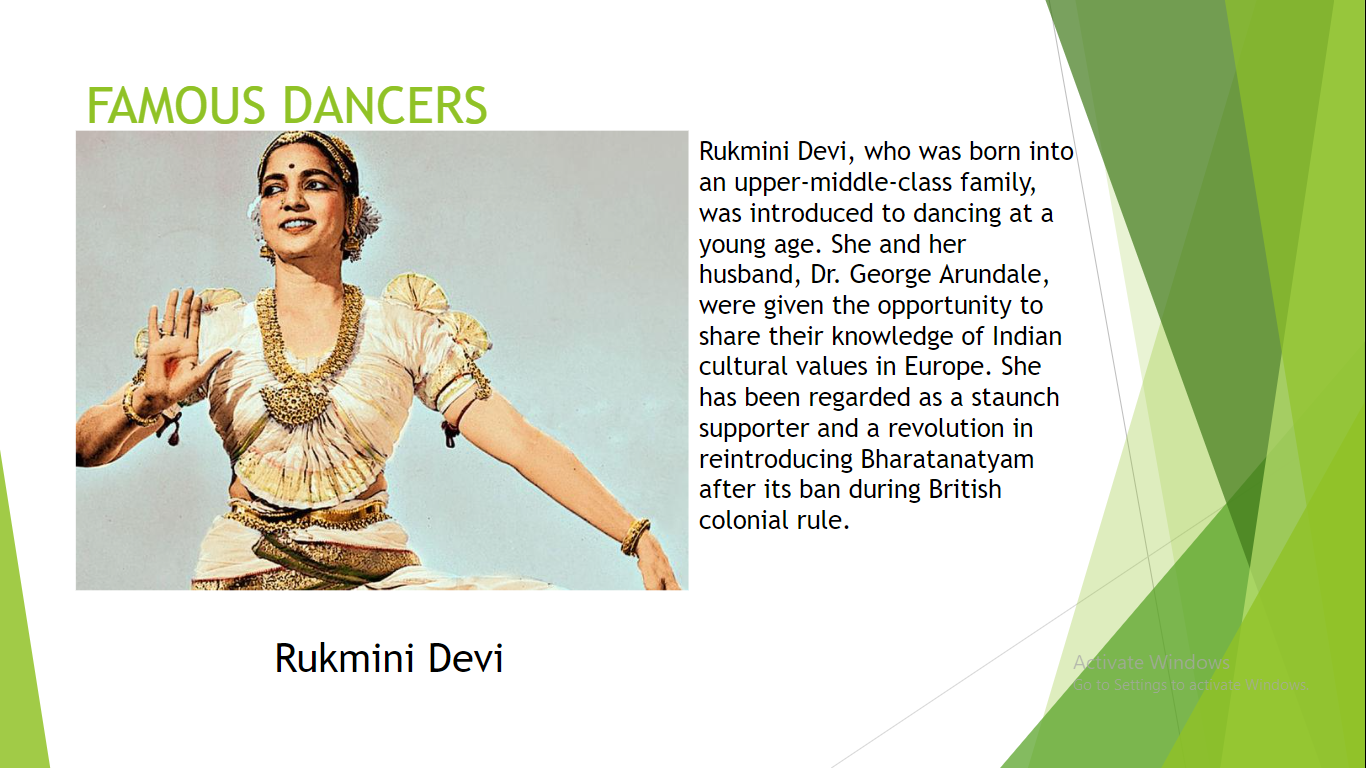 FAMOUS DANCERS
Rukmini Devi, who was born into
an upper-middle-class family,
was introduced to dancing at a
young age. She and her
husband, Dr. George Arundale,
were given the opportunity to
share their knowledge of Indian
cultural values in Europe. She
has been regarded as a staunch
supporter and a revolution in
reintroducing Bharatanatyam
after its ban during British
colonial rule.
Rukmini Devi
Activate Windows
Go to Settings to activate Windows.